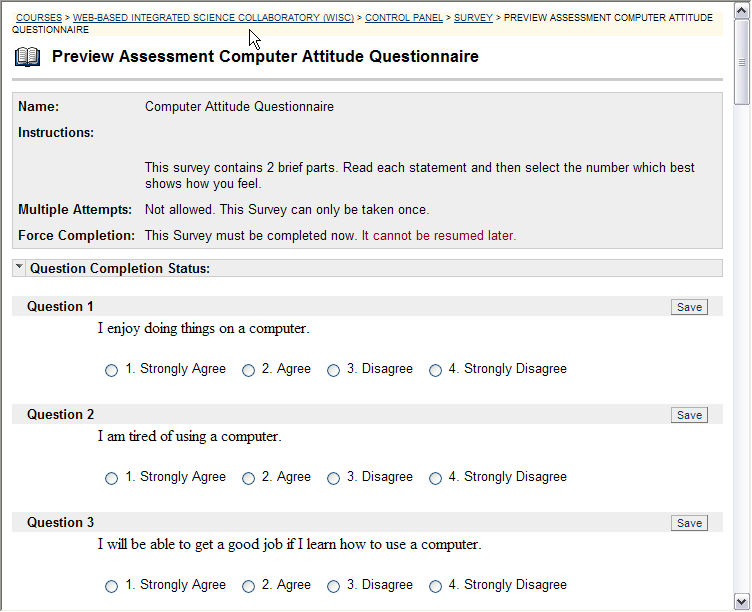 COURSES > WEB-BASED INTEGRATED SCIENCE COLLABORATORY (WISC) > CONTROL PANEL > SURVEY > PREVIEW ASSESSMENT COMPUTER ATTITUDE
QUESTIONNAIRE
Preview Assessment Computer Attitude Questionnaire
Name: Computer Attitude Questionnaire
Instructions:
This survey contains 2 brief parts. Read each statement and then select the number which best
shows how you feel.
Multiple Attempts: Not allowed. This Survey can only be taken once.
Force Completion: This Survey must be completed now. It cannot be resumed later.
Question Completion Status:
Question 1 Save
I enjoy doing things on a computer.
1. Strongly Agree 2. Agree 3. Disagree 4. Strongly Disagree
Question 2 Save
I am tired of using a computer.
1. Strongly Agree 2. Agree 3. Disagree 4. Strongly Disagree
Question 3 Save
I will be able to get a good job if I learn how to use a computer.
1. Strongly Agree 2. Agree 3. Disagree 4. Strongly Disagree